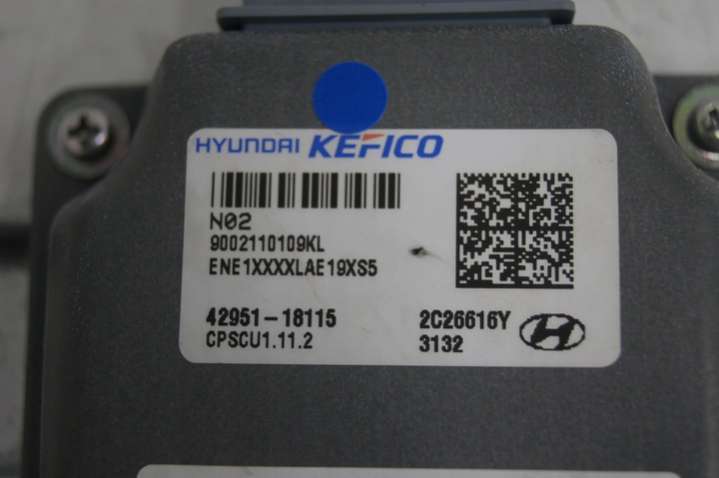 HYUNDAI KEFICO
N02
9002110109KL
ENE1XXXXLAE19XS5
42951-18115
2C26616Y
CPSCU1.11.2
3132